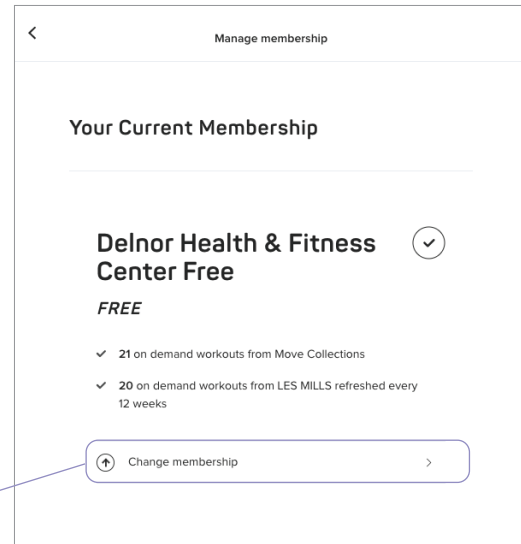 Manage membership
Your Current Membership
Delnor Health & Fitness
Center Free
FREE
21 on demand workouts from Move Collections
20 on demand workouts from LES MILLS refreshed every
12 weeks
Change membership